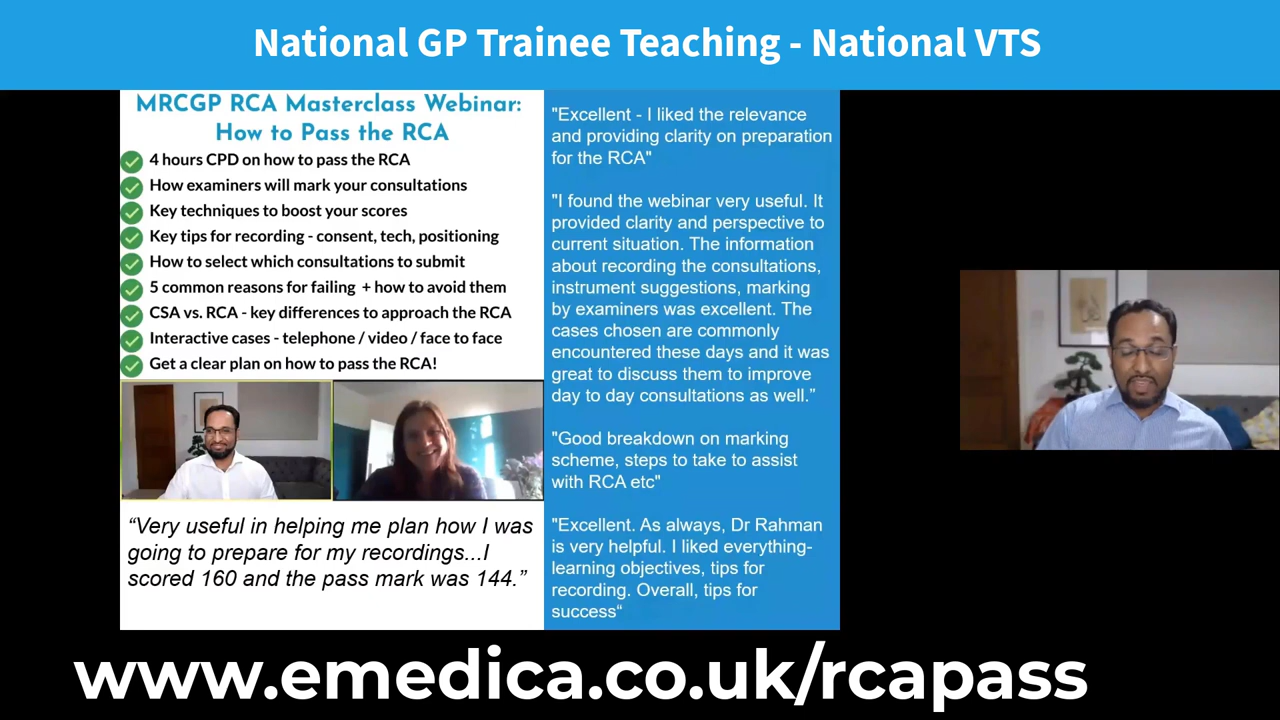 National GP Trainee Teaching - National VTS
MRCGP RCA Masterclass Webinar:
How to Pass the RCA
4 hours CPD on how to pass the RCA
How examiners will mark your consultations
Key techniques to boost your scores
Key tips for recording - consent, tech, positioning
How to select which consultations to submit
5 common reasons for failing + how to avoid them
CSA vs. RCA - key differences to approach the RCA
Interactive cases - telephone / video / face to face
Get a clear plan on how to pass the RCA!
“Very useful in helping me plan how I was
going to prepare for my recordings...I
scored 160 and the pass mark was 144.”
"Excellent - I liked the relevance
and providing clarity on preparation
for the RCA"
"I found the webinar very useful. It
provided clarity and perspective to
current situation. The information
about recording the consultations,
instrument suggestions, marking
by examiners was excellent. The
cases chosen are commonly
encountered these days and it was
great to discuss them to improve
day to day consultations as well.”
"Good breakdown on marking
scheme, steps to take to assist
with RCA etc"
"Excellent. As always, Dr Rahman
is very helpful. I liked everything-
learning objectives, tips for
recording. Overall, tips for
success“
www.emedica.co.uk/rcapass